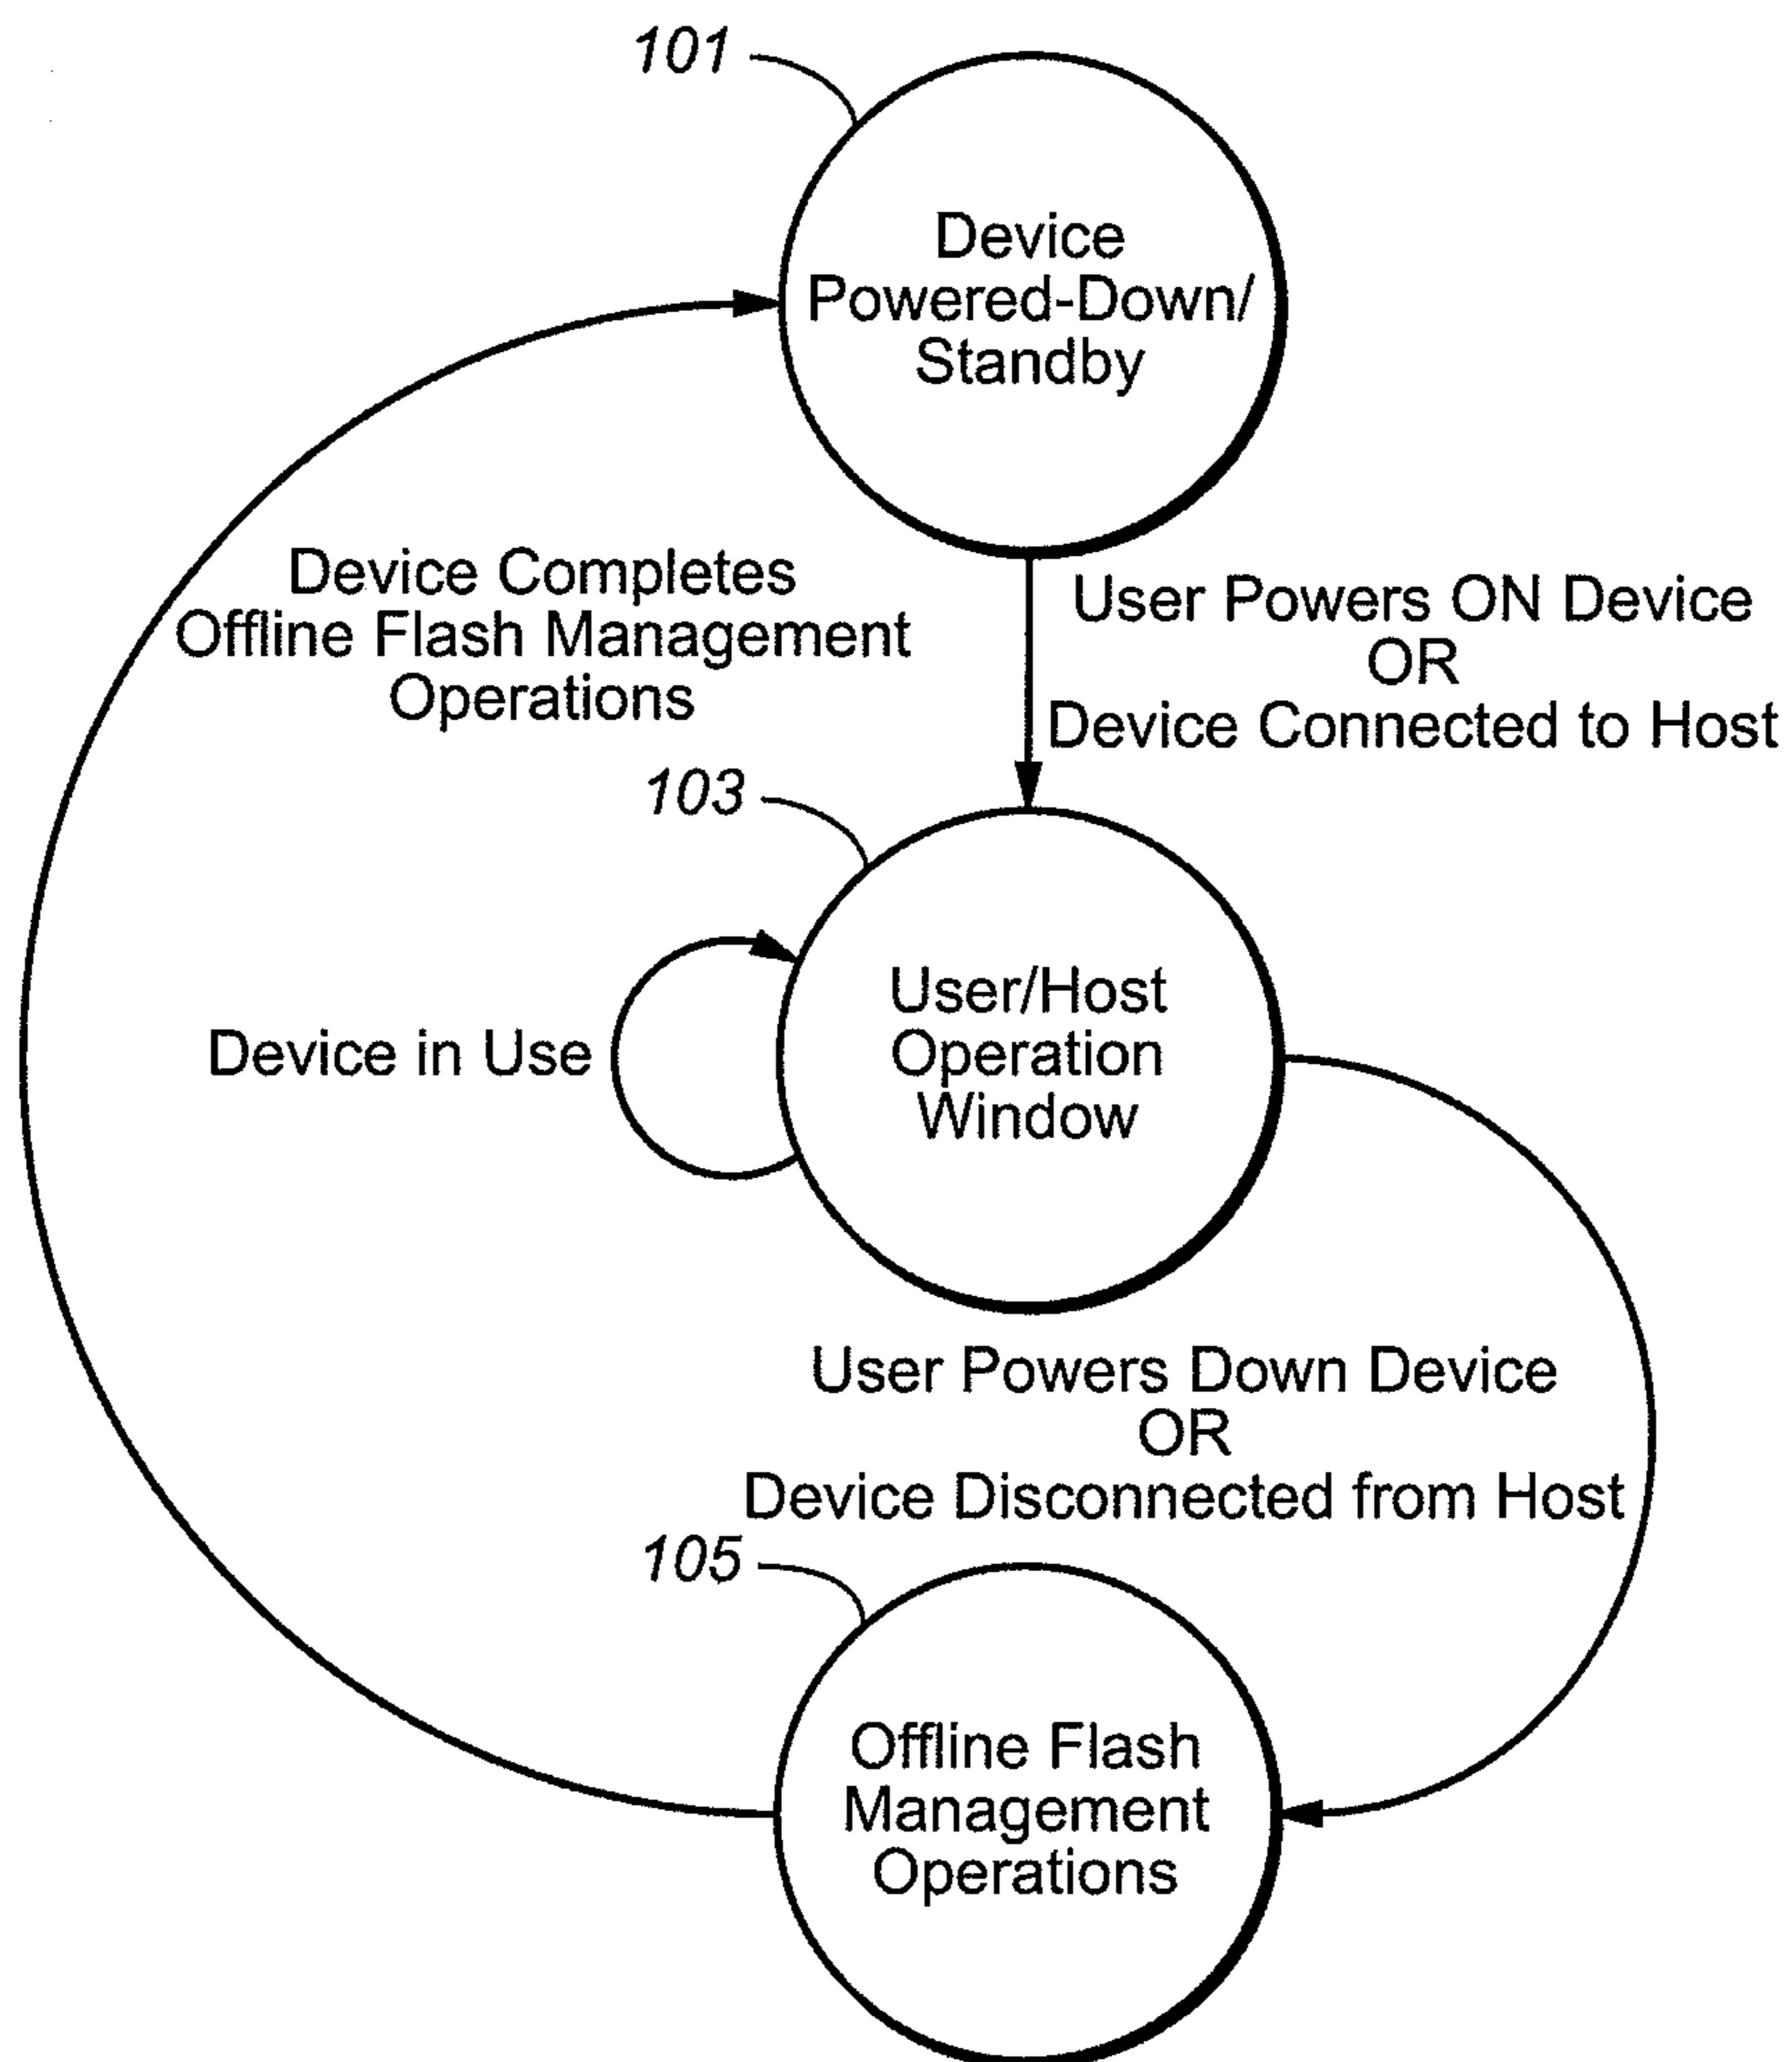 101
Device
Powered-Down/
Standby
Device Completes
Offline Flash Management
Operations
User Powers ON Device
OR
Device Connected to Host
103
User/Host
Operation
Window
Device in Use
User Powers Down Device
OR
Device Disconnected from Host
105
Offline Flash
Management
Operations